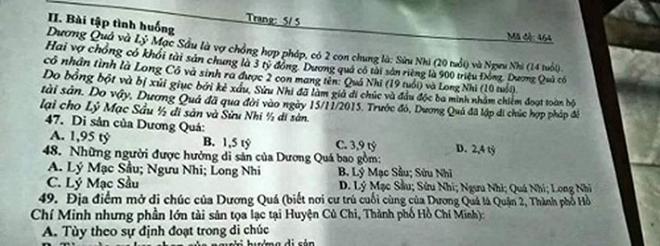 Trang: 5/5
Mã đề: 464
II. Bài tập tình huống
Dương Quá và Lý Mạc Sầu là vợ chồng hợp pháp, có 2 con chung là: Sửu Nhi (20 tuổi) và Ngưu Nhi (14 tuổi).
Hai vợ chồng có khối tài sản chung là 3 tỷ đồng. Dương quá có tài sản riêng là 900 triệu Đồng. Dương Quá có
cô nhân tình là Long Cô và sinh ra được 2 con mang tên: Quá Nhi (19 tuổi) và Long Nhi (10 tuổi).
Do bồng bột và bị xúi giục bởi kẻ xấu, Sửu Nhi đã làm giả di chúc và đầu độc ba mình nhằm chiếm đoạt toàn bộ
tài sản. Do vậy, Dương Quá đã qua đời vào ngày 15/11/2015. Trước đó, Dương Quá đã lập di chúc hợp pháp để
lại cho Lý Mạc Sầu ½ di sản và Sửu Nhi ½ di sản.
47. Di sản của Dương Quá:
A. 1,95 tỷ B. 1,5 tỷ C. 3,9 tỷ D. 2,4 tỷ
48. Những người được hưởng di sản của Dương Quá bao gồm:
A. Lý Mạc Sầu; Ngưu Nhi; Long Nhi B. Lý Mạc Sầu; Sửu Nhi
C. Lý Mạc Sầu D. Lý Mạc Sầu; Sửu Nhi; Ngưu Nhi; Quá Nhi; Long Nhi
49. Địa điểm mở di chúc của Dương Quá (biết nơi cư trú cuối cùng của Dương Quá là Quận 2, Thành phố Hồ
Chí Minh nhưng phần lớn tài sản tọa lạc tại Huyện Củ Chi, Thành phố Hồ Chí Minh):
A. Tùy theo sự định đoạt trong di chúc
người hưởng di sản